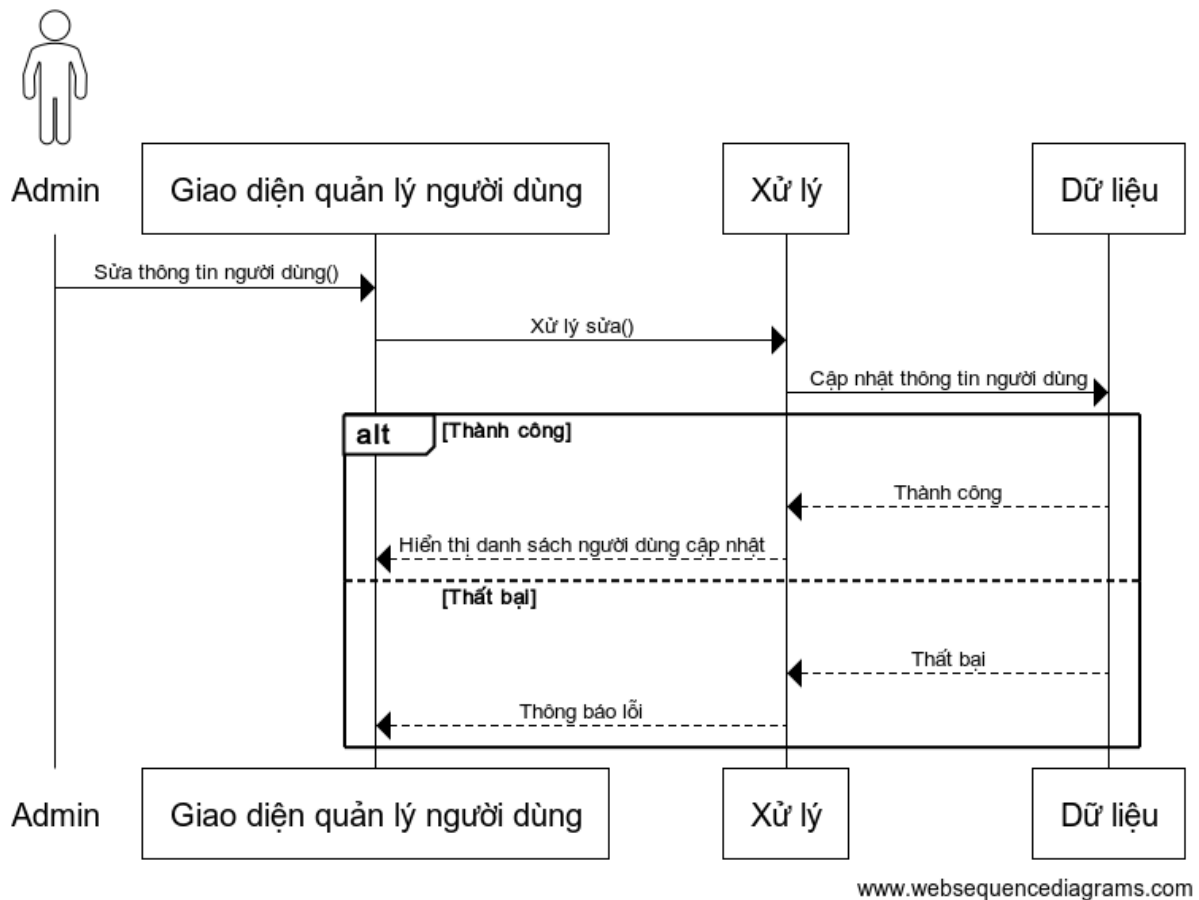 Admin
Giao diện quản lý người dùng
Xử lý
Dữ liệu
Sửa thông tin người dùng()
Xử lý sửa()
Cập nhật thông tin người dùng
alt
[Thành công]
Thành công
Hiển thị danh sách người dùng cập nhật
[Thất bại]
Thất bại
Thông báo lỗi
Admin
Giao diện quản lý người dùng
Xử lý
Dữ liệu
www.websequencediagrams.com